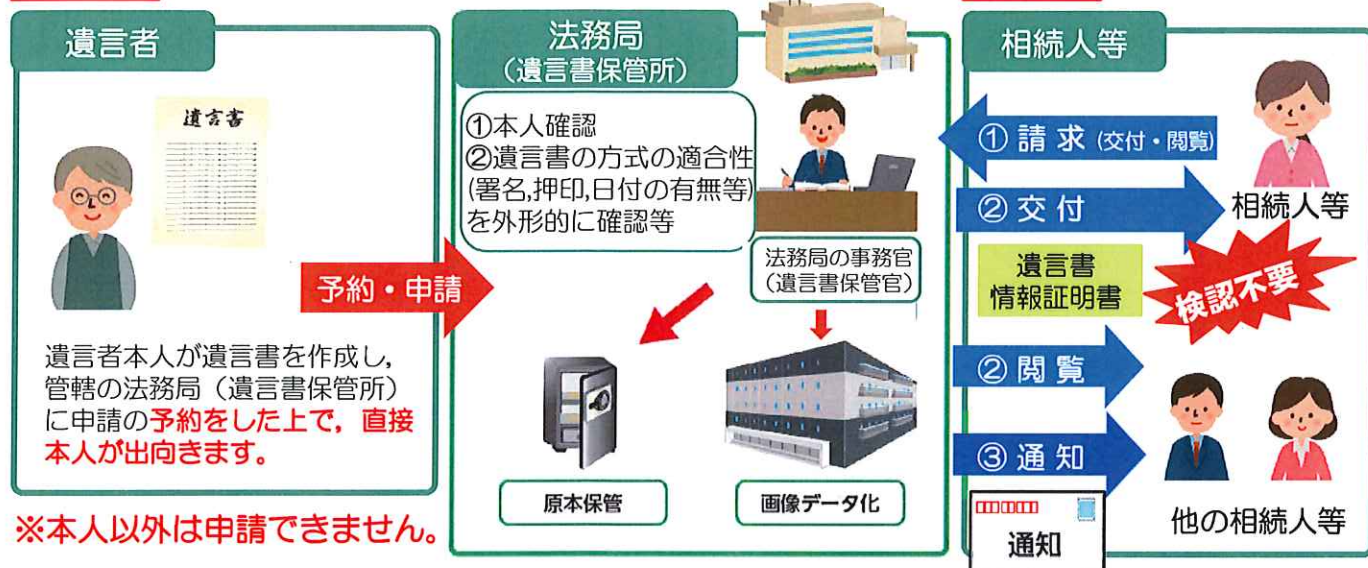 遺言者
遺言書
予約・申請
遺言者本人が遺言書を作成し,
管轄の法務局（遺言書保管所）
に申請の予約をした上で，直接
本人が出向きます。
※本人以外は申請できません。
法務局
（遺言書保管所）
①本人確認
②遺言書の方式の適合性
(署名,押印,日付の有無等)
を外形的に確認等
法務局の事務官
（遺言書保管官）
原本保管
画像データ化
相続人等
①請求(交付・閲覧)
②交付
相続人等
遺言書
情報証明書
検認不要
②閲覧
③通知
通知
他の相続人等